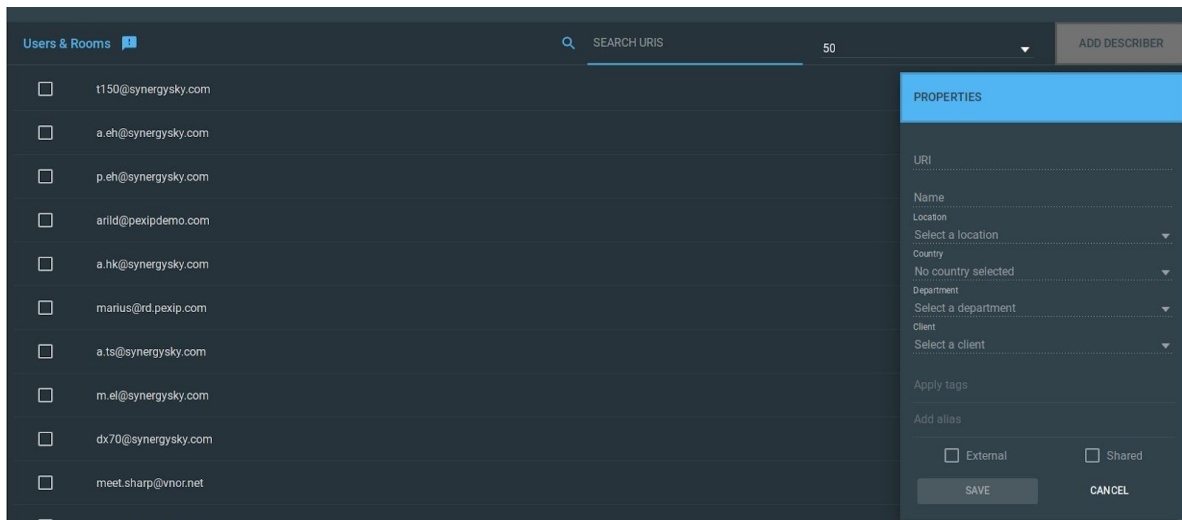 Users & Rooms
SEARCH URIS
50
ADD DESCRIBER
t150@synergysky.com
a.eh@synergysky.com
p.eh@synergysky.com
arild@pexipdemo.com
a.hk@synergysky.com
marius@rd.pexip.com
a.ts@synergysky.com
m.el@synergysky.com
dx70@synergysky.com
meet.sharp@vnor.net
PROPERTIES
URI
Name
Location
Select a location
Country
No country selected
Department
Select a department
Client
Select a client
Apply tags
Add alias
External
Shared
SAVE
CANCEL